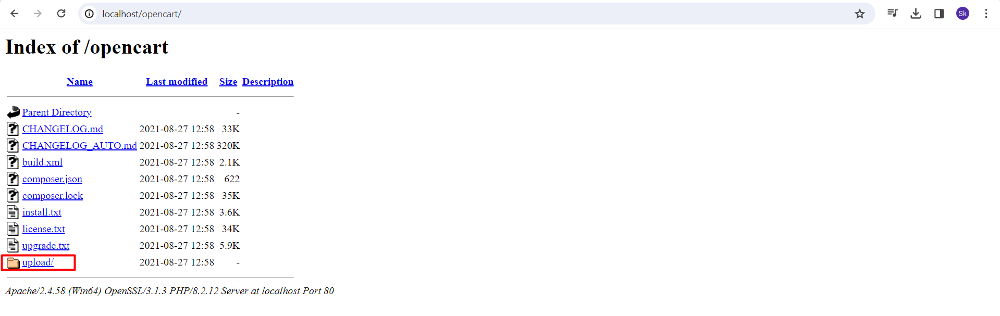 localhost/opencart/
Sk
Index of /opencart
Name Last modified Size Description
Parent Directory -
CHANGELOG.md 2021-08-27 12:58 33K
CHANGELOG_AUTO.md 2021-08-27 12:58 320K
build.xml 2021-08-27 12:58 2.1K
composer.json 2021-08-27 12:58 622
composer.lock 2021-08-27 12:58 35K
install.txt 2021-08-27 12:58 3.6K
license.txt 2021-08-27 12:58 34K
upgrade.txt 2021-08-27 12:58 5.9K
upload/ 2021-08-27 12:58 -
Apache/2.4.58 (Win64) OpenSSL/3.1.3 PHP/8.2.12 Server at localhost Port 80